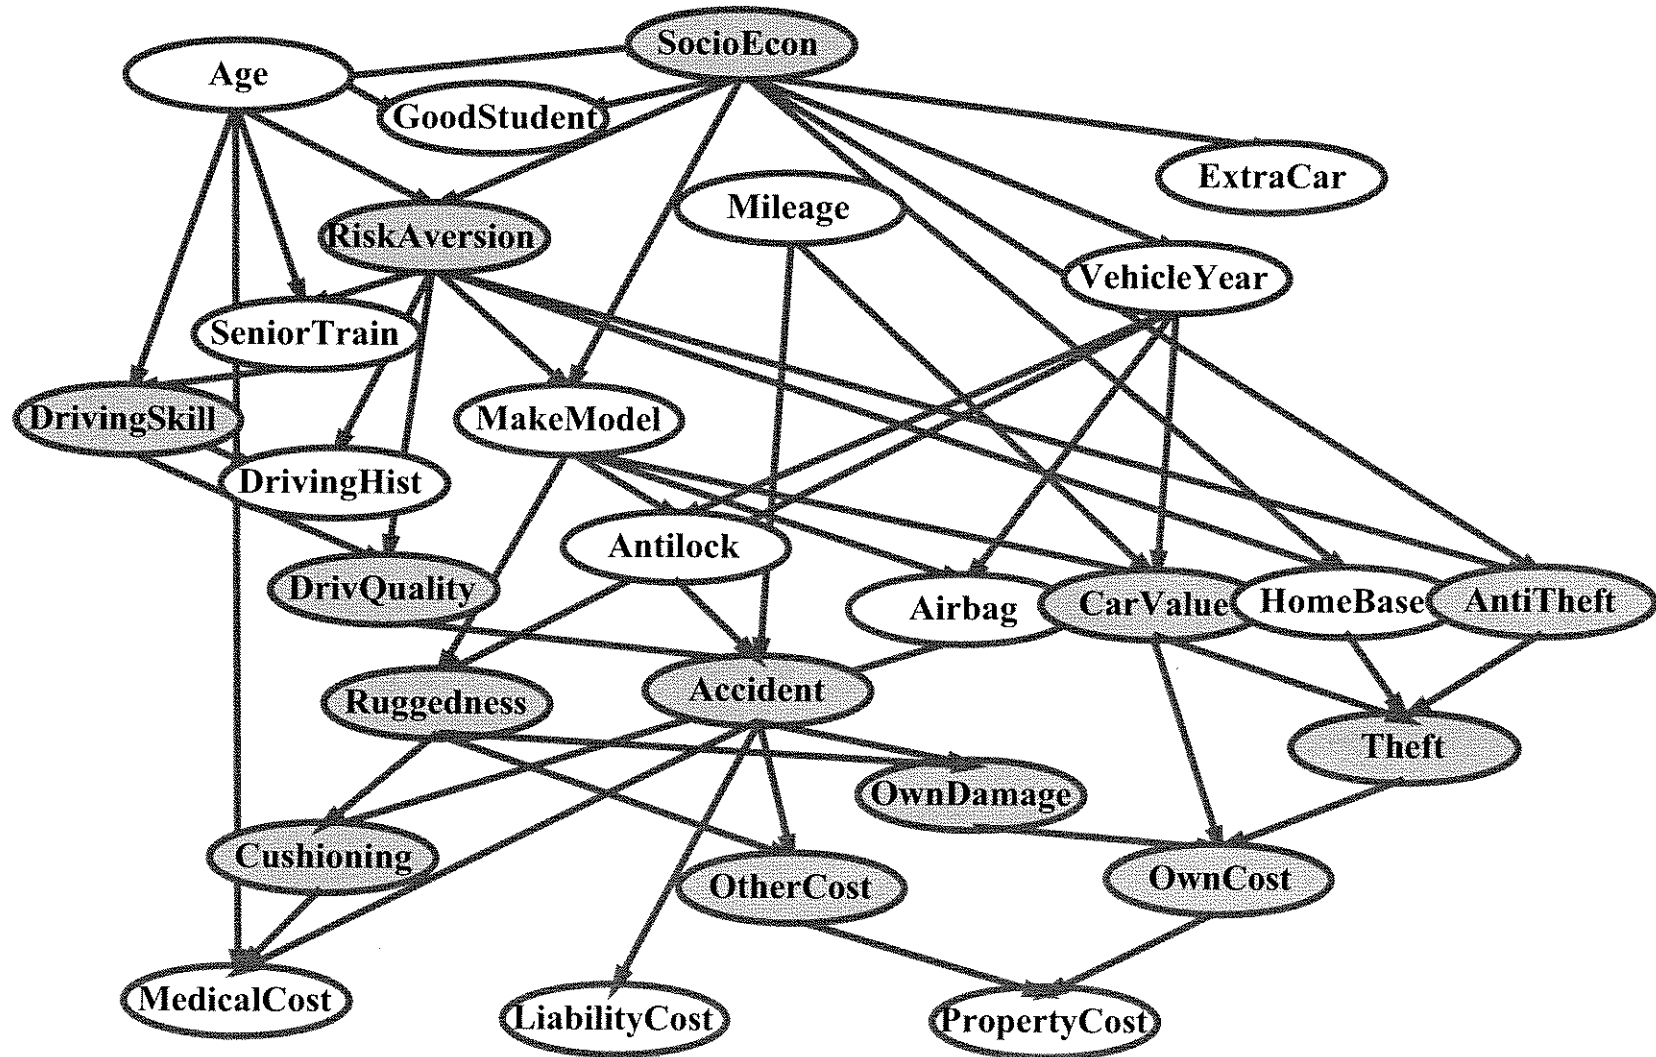 SocioEcon
Age
GoodStudent
ExtraCar
Mileage
RiskAversion
VehicleYear
SeniorTrain
DrivingSkill
MakeModel
DrivingHist
Antilock
DrivQuality
Airbag
CarValue
HomeBase
AntiTheft
Ruggedness
Accident
Theft
OwnDamage
Cushioning
OtherCost
OwnCost
MedicalCost
LiabilityCost
PropertyCost